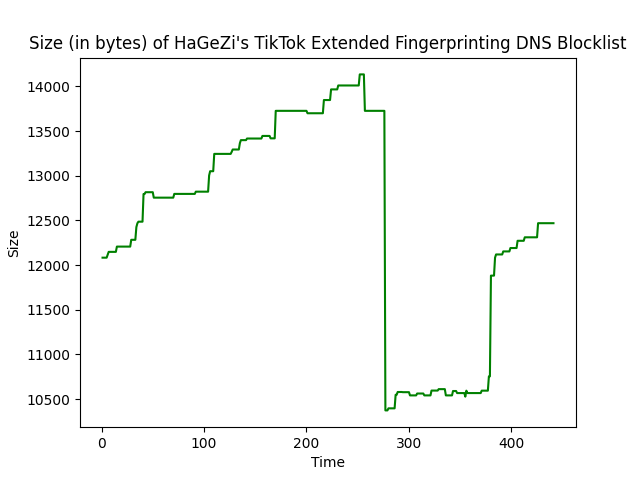 Size (in bytes) of HaGeZi's TikTok Extended Fingerprinting DNS Blocklist
14000
13500
13000
12500
12000
11500
11000
10500
Size
0 100 200 300 400
Time